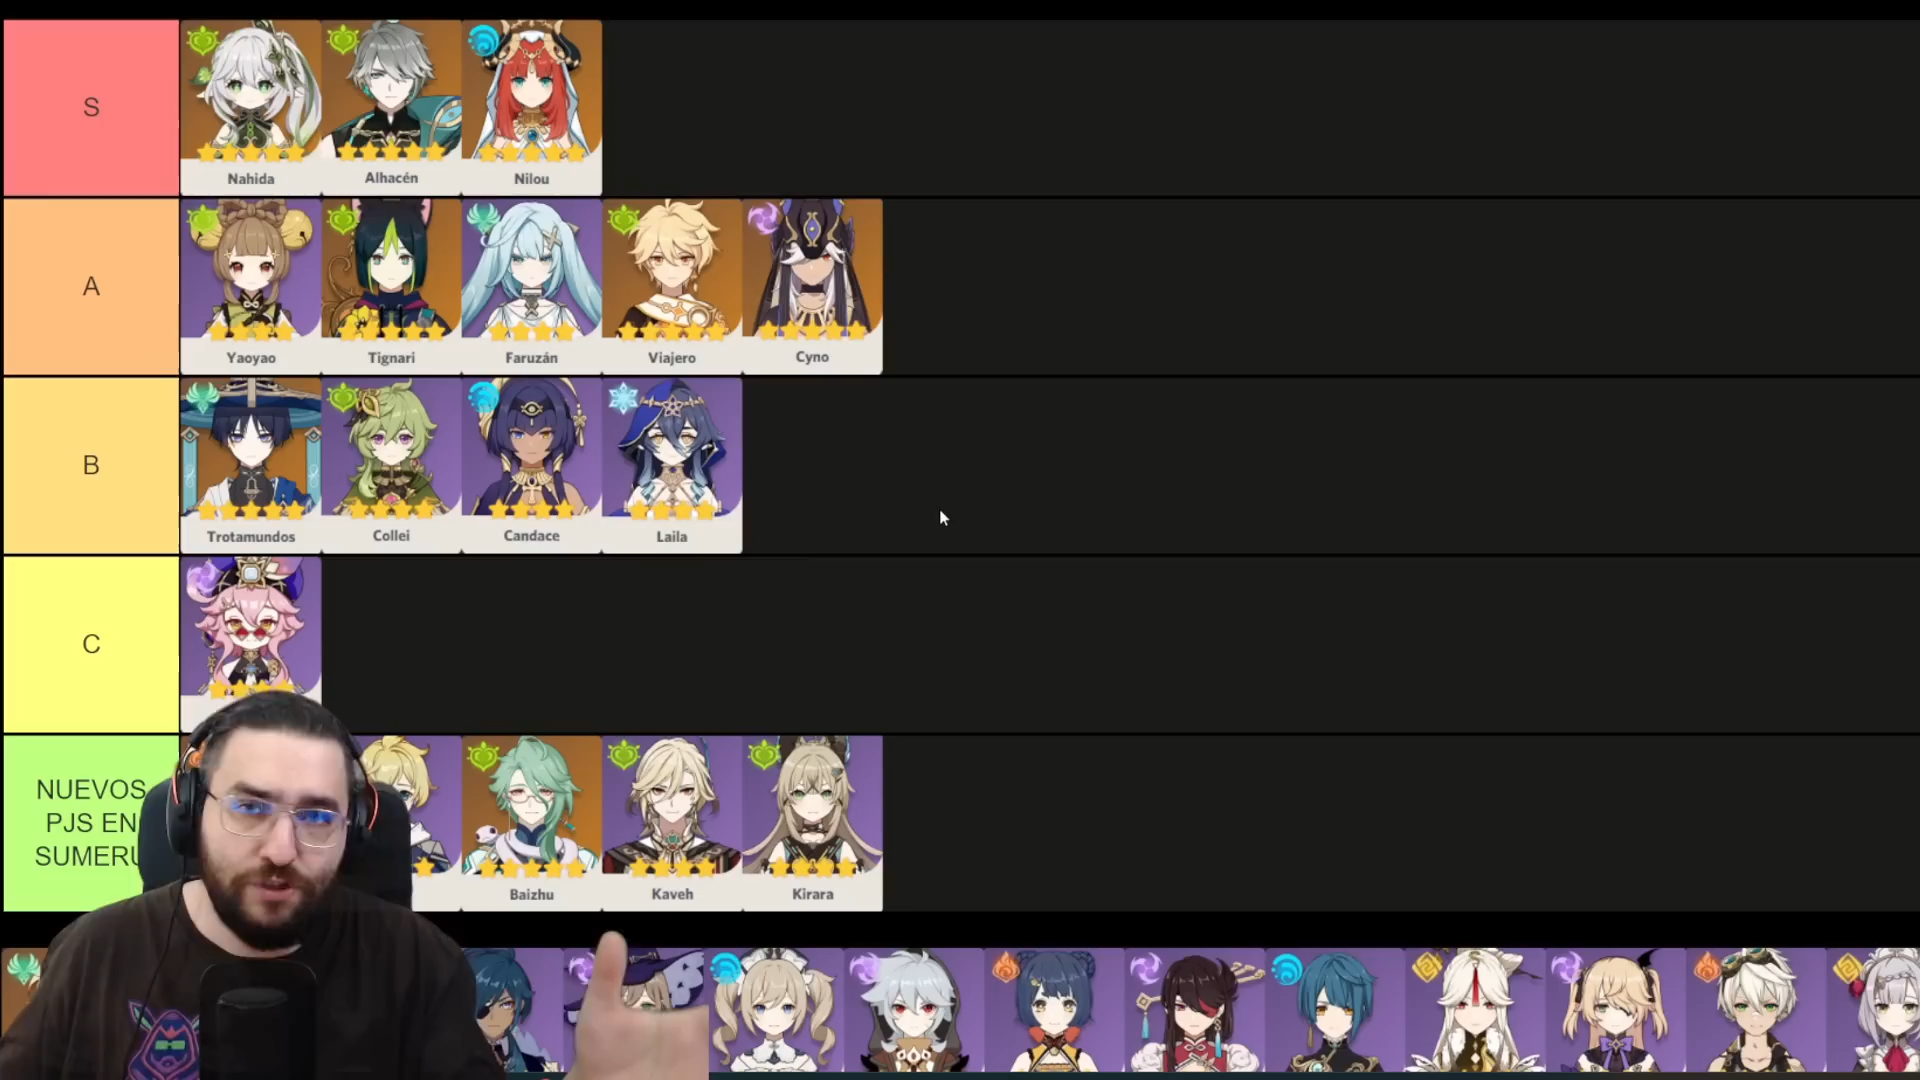 S
Nahida
Alhacén
Nilou
A
Yaoyao
Tignari
Faruzán
Viajero
Cyno
B
Trotamundos
Collei
Candace
Laila
C
NUEVOS
PJS EN
SUMERU
Baizhu
Kaveh
Kirara